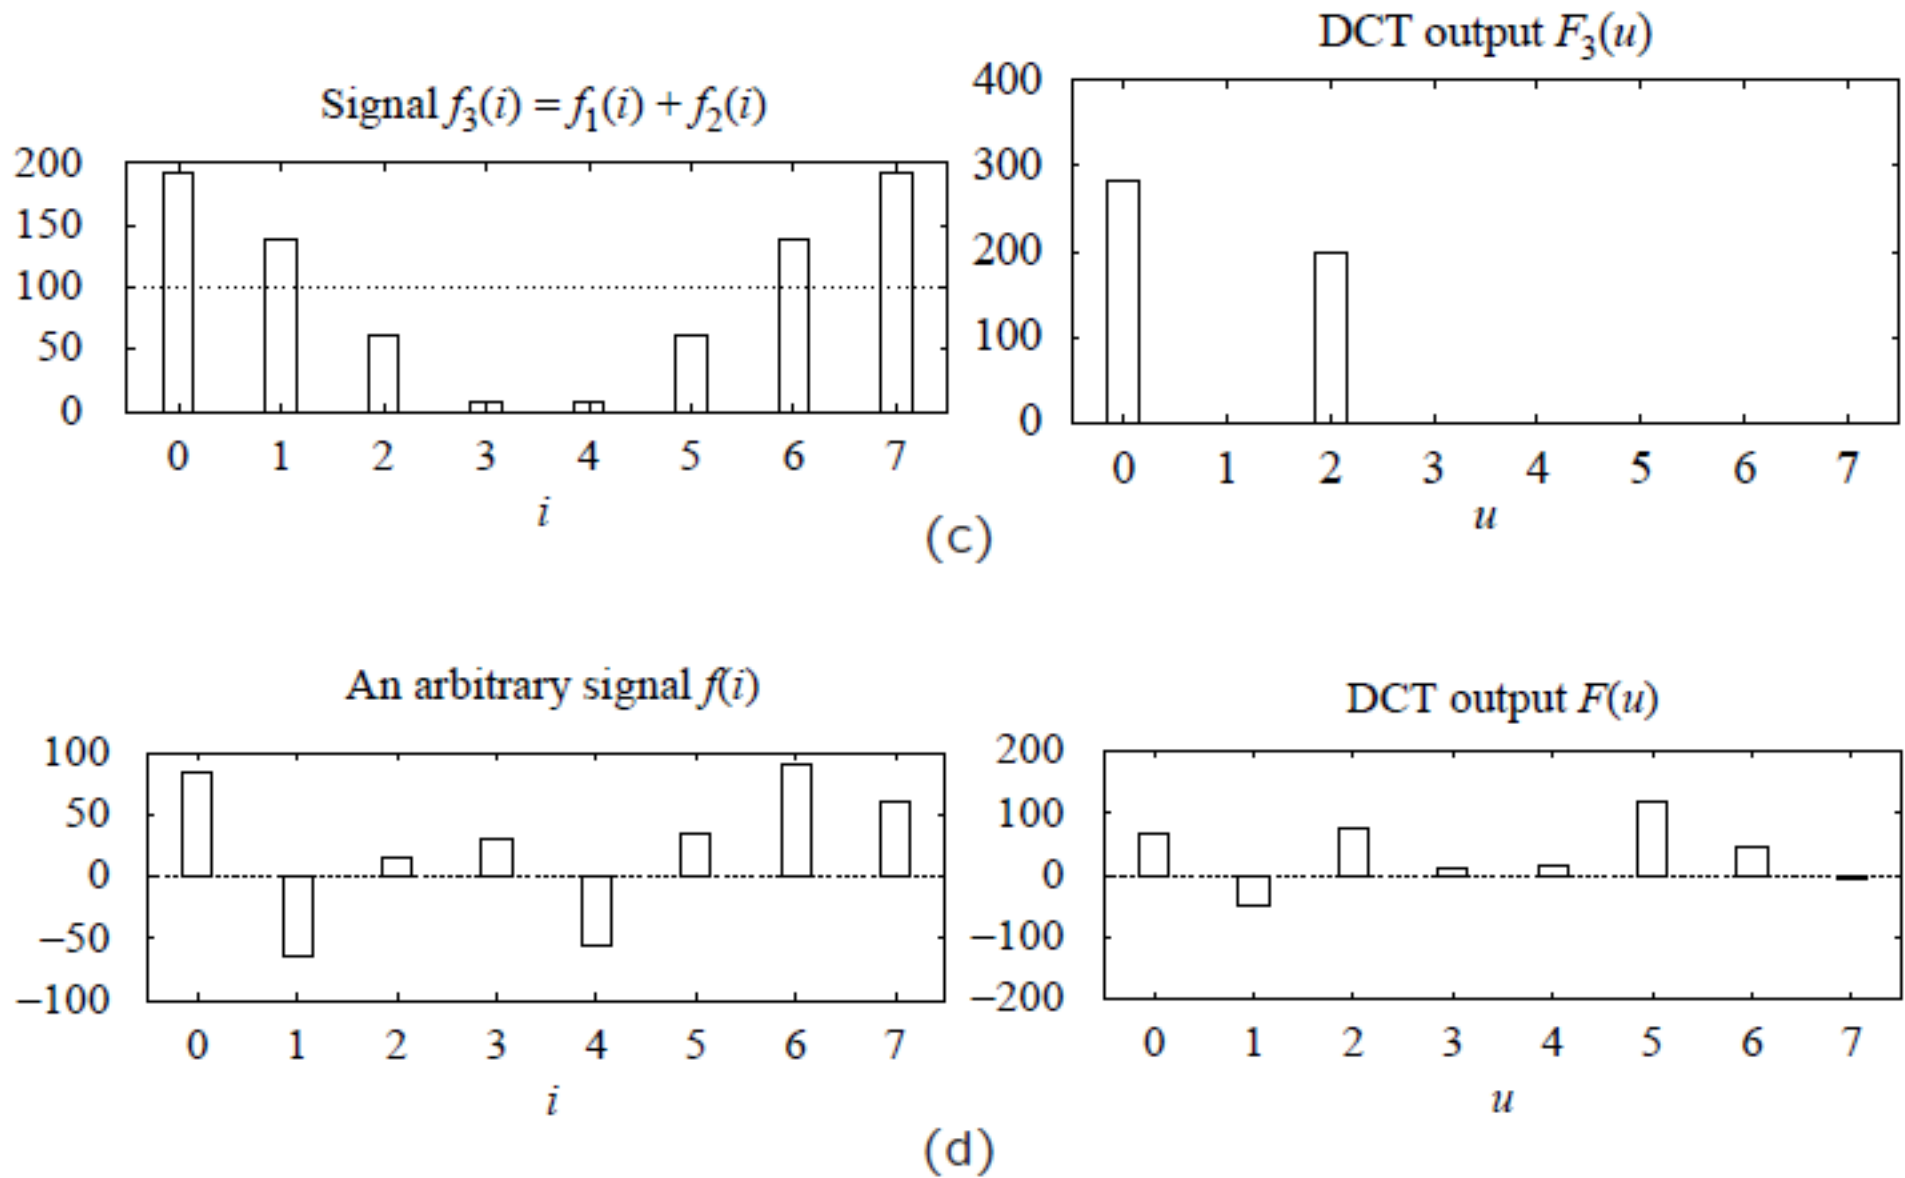 Signal f₃(i) = f₁(i) + f₂(i)
200
150
100
50
0
0 1 2 3 4 5 6 7
i
DCT output F₃(u)
400
300
200
100
0
0 1 2 3 4 5 6 7
u
(c)
An arbitrary signal f(i)
100
50
0
−50
−100
0 1 2 3 4 5 6 7
i
DCT output F(u)
200
100
0
−100
−200
0 1 2 3 4 5 6 7
u
(d)